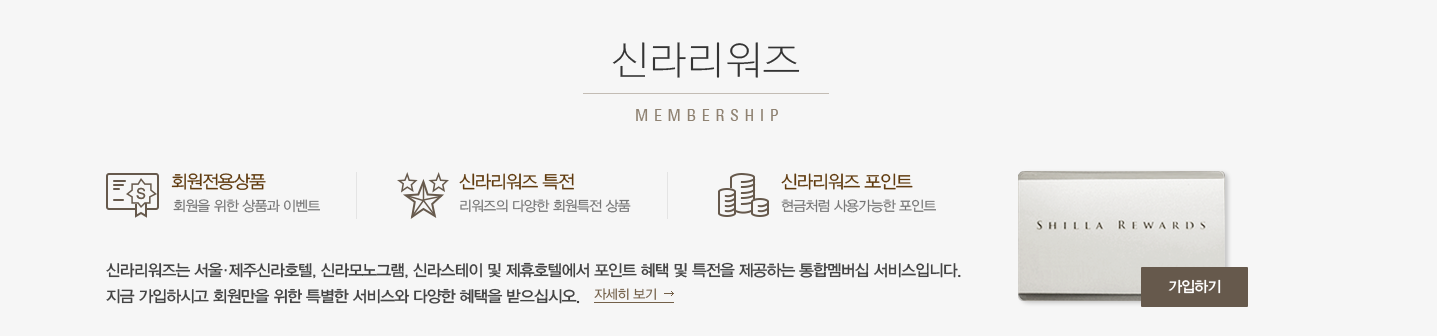 신라리워즈
MEMBERSHIP
회원전용상품
회원을 위한 상품과 이벤트
신라리워즈 특전
리워즈의 다양한 회원특전 상품
신라리워즈 포인트
현금처럼 사용가능한 포인트
SHILLA REWARDS
가입하기
신라리워즈는 서울·제주신라호텔, 신라모노그램, 신라스테이 및 제휴호텔에서 포인트 혜택 및 특전을 제공하는 통합멤버십 서비스입니다.
지금 가입하시고 회원만을 위한 특별한 서비스와 다양한 혜택을 받으십시오. 자세히 보기 →